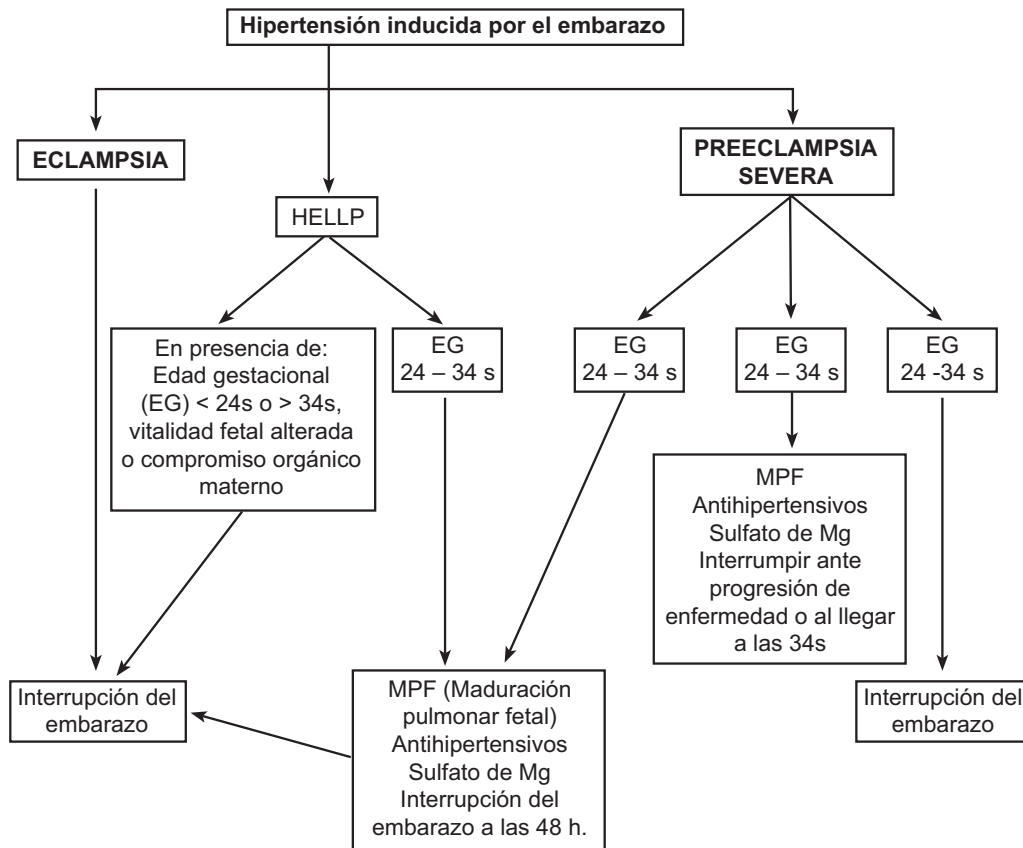 Hipertensión inducida por el embarazo
ECLAMPSIA
PREECLAMPSIA
SEVERA
HELLP
En presencia de:
Edad gestacional
(EG) < 24s o > 34s,
vitalidad fetal alterada
o compromiso orgánico
materno
EG
24 – 34 s
EG
24 – 34 s
EG
24 – 34 s
EG
24 -34 s
MPF
Antihipertensivos
Sulfato de Mg
Interrumpir ante
progresión de
enfermedad o al llegar
a las 34s
Interrupción del
embarazo
MPF (Maduración
pulmonar fetal)
Antihipertensivos
Sulfato de Mg
Interrupción del
embarazo a las 48 h.
Interrupción del
embarazo